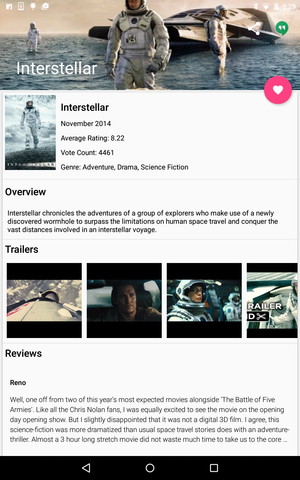 5:29
Interstellar
INTERSTELLAR
Interstellar
November 2014
Average Rating: 8.22
Vote Count: 4461
Genre: Adventure, Drama, Science Fiction
Overview
Interstellar chronicles the adventures of a group of explorers who make use of a newly
discovered wormhole to surpass the limitations on human space travel and conquer the
vast distances involved in an interstellar voyage.
Trailers
RAILER
Reviews
Reno
Well, one off from two of this year's most expected movies alongside 'The Battle of Five
Armies'. Like all the Chris Nolan fans, I was equally excited to see the movie on the opening
day opening show. But I slightly disappointed that it was not a digital 3D film. I agree, this
science-fiction was more dramatized than usual space travel stories does with an adventure-
thriller. Almost a 3 hour long stretch movie did not waste much time to take us to the core ...